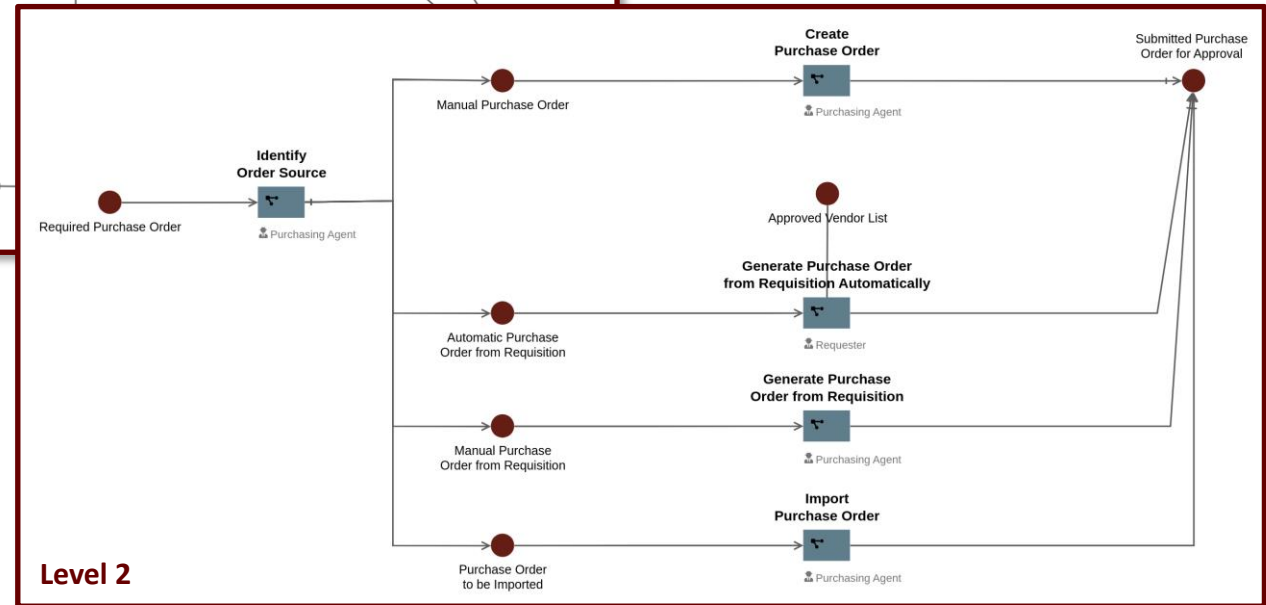 Create
Purchase Order
Submitted Purchase
Order for Approval
Manual Purchase Order
Purchasing Agent
Identify
Order Source
Required Purchase Order
Purchasing Agent
Approved Vendor List
Generate Purchase Order
from Requisition Automatically
Automatic Purchase
Order from Requisition
Requester
Generate Purchase
Order from Requisition
Manual Purchase
Order from Requisition
Purchasing Agent
Import
Purchase Order
Purchase Order
to be Imported
Purchasing Agent
Level 2